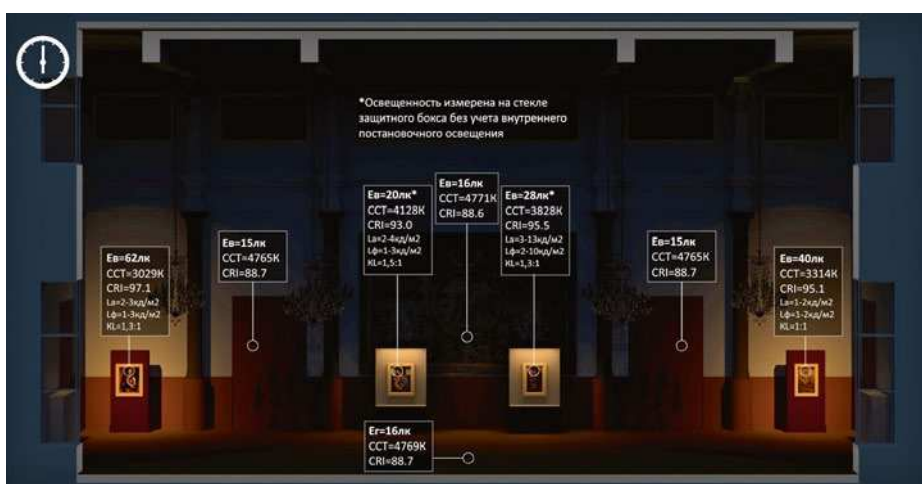 *Освещенность измерена на стекле
защитного бокса без учета внутреннего
постановочного освещения
Ев=62лк
CCT=3029К
CRI=97.1
Lа=2-3кд/м2
Lф=1-3кд/м2
KL=1,3:1
Ев=15лк
CCT=4765К
CRI=88.7
Ев=20лк*
CCT=4128К
CRI=93.0
Lа=2-4кд/м2
Lф=1-3кд/м2
KL=1,5:1
Ев=16лк
CCT=4771К
CRI=88.6
Ев=28лк*
CCT=3828К
CRI=95.5
Lа=3-13кд/м2
Lф=2-10кд/м2
KL=1,3:1
Ев=15лк
CCT=4765К
CRI=88.7
Ев=40лк
CCT=3314К
CRI=95.1
Lа=1-2кд/м2
Lф=1-2кд/м2
KL=1:1
Ег=16лк
CCT=4769К
CRI=88.7